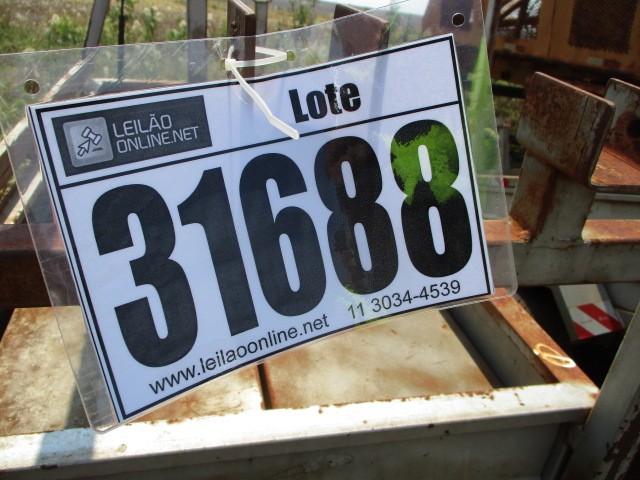 LEILÃO
ONLINE.NET
Lote
31688
www.leilaoonline.net 11 3034-4539